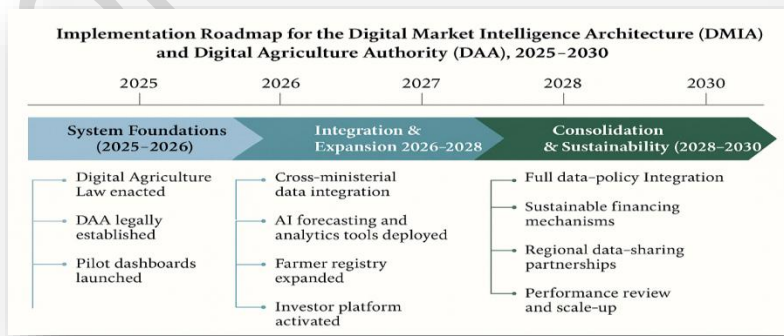 Implementation Roadmap for the Digital Market Intelligence Architecture (DMIA)
and Digital Agriculture Authority (DAA), 2025–2030
2025 2026 2027 2028 2030
System Foundations
(2025–2026)
Integration &
Expansion 2026–2028
Consolidation
& Sustainability (2028–2030
Digital Agriculture
Law enacted
DAA legally
established
Pilot dashboards
launched
Cross-ministerial
data integration
AI forecasting and
analytics tools deployed
Farmer registry
expanded
Investor platform
activated
Full data–policy Integration
Sustainable financing
mechanisms
Regional data-sharing
partnerships
Performance review
and scale-up